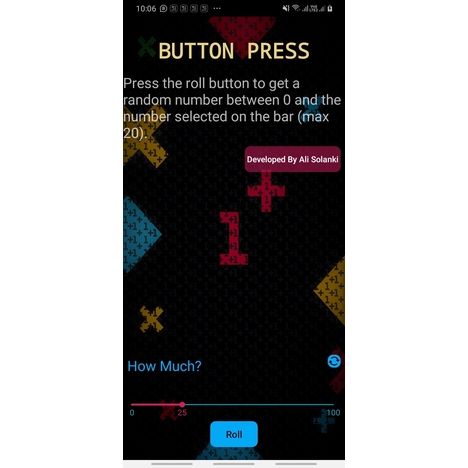 10:06
BUTTON PRESS
Press the roll button to get a
random number between 0 and the
number selected on the bar (max
20).
Developed By Ali Solanki
1
How Much?
0 25 100
Roll